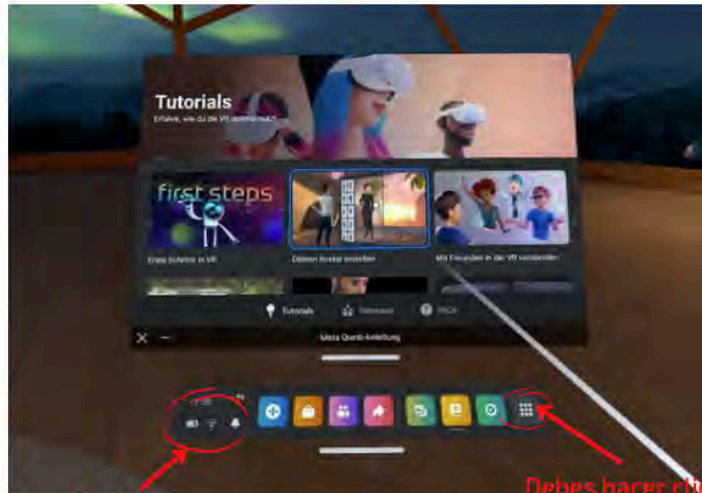 Tutorials
Erfahre, wie du die VR optimal nutzt
first steps
Erste Schritte in VR
Deinen Avatar erstellen
Mit Freunden in der VR verbinden
Tutorials
FAQs
Meta Quest-Anleitung
Debes hacer cli